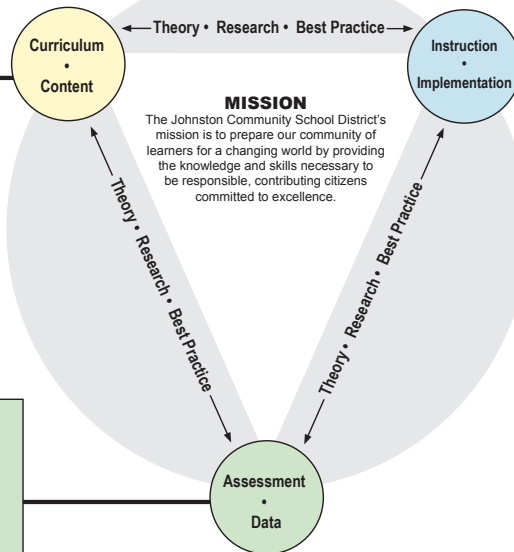 Theory • Research • Best Practice
Curriculum
•
Content
Instruction
•
Implementation
MISSION
The Johnston Community School District's
mission is to prepare our community of
learners for a changing world by providing
the knowledge and skills necessary to
be responsible, contributing citizens
committed to excellence.
Theory • Research • Best Practice
Theory • Research • Best Practice
Assessment
•
Data